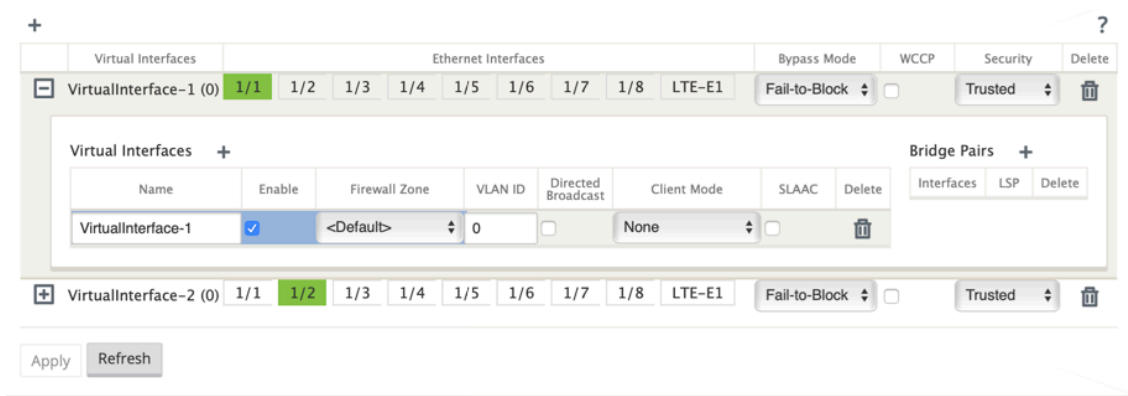 + ?
Virtual Interfaces Ethernet Interfaces Bypass Mode WCCP Security Delete
VirtualInterface-1 (0) 1/1 1/2 1/3 1/4 1/5 1/6 1/7 1/8 LTE-E1 Fail-to-Block Trusted
Virtual Interfaces + Bridge Pairs +
Name Enable Firewall Zone VLAN ID Directed Broadcast Client Mode SLAAC Delete Interfaces LSP Delete
VirtualInterface-1 <Default> 0 None
VirtualInterface-2 (0) 1/1 1/2 1/3 1/4 1/5 1/6 1/7 1/8 LTE-E1 Fail-to-Block Trusted
Apply Refresh